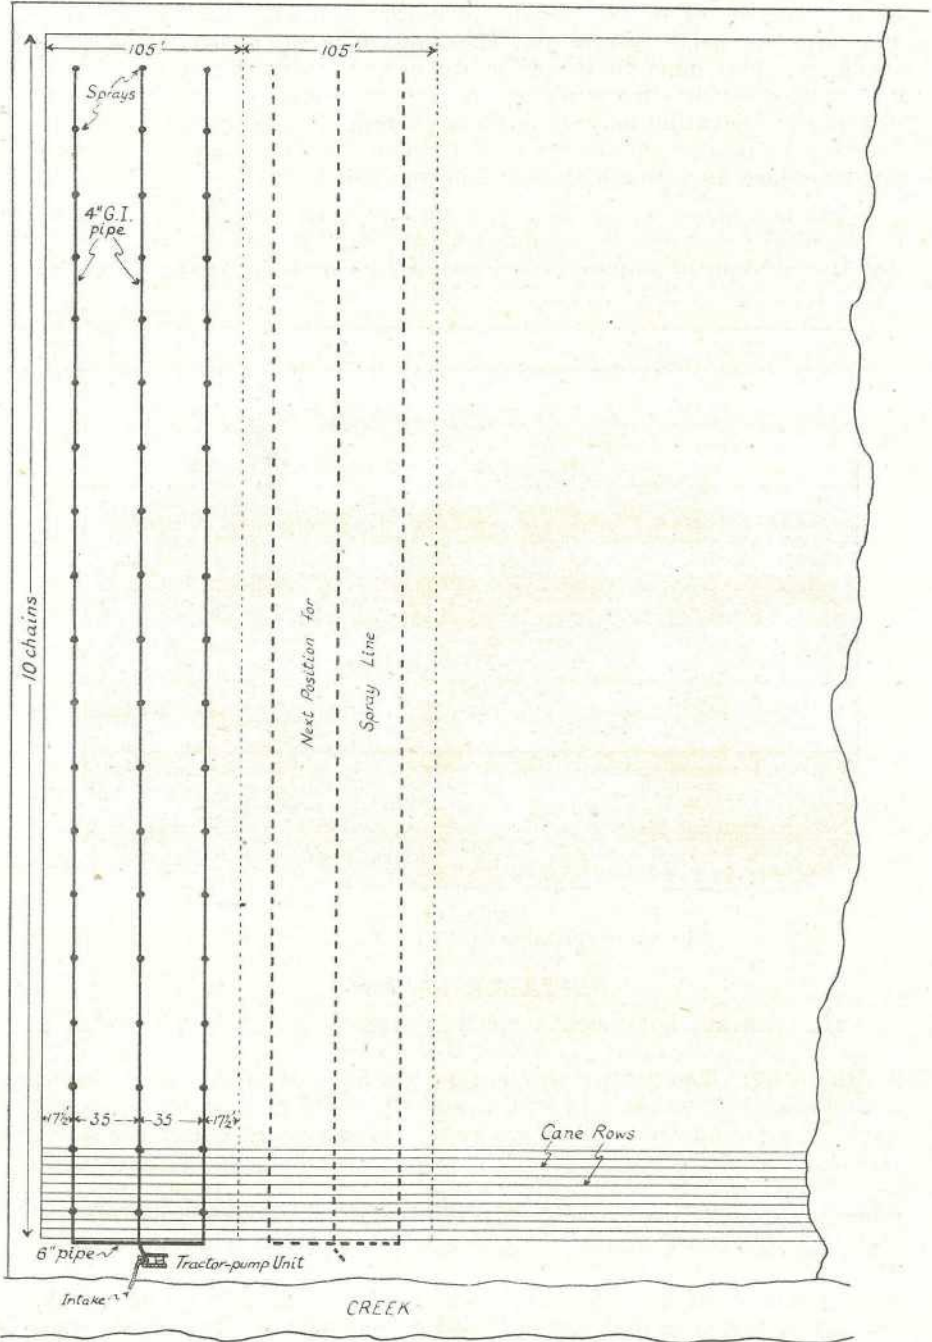 105'
105'
Sprays
4" G.I.
pipe
10 chains
Next Position for
Spray Line
17½'
35'
35
17½'
Cane Rows
6" pipe
Tractor-pump Unit
Intake
CREEK